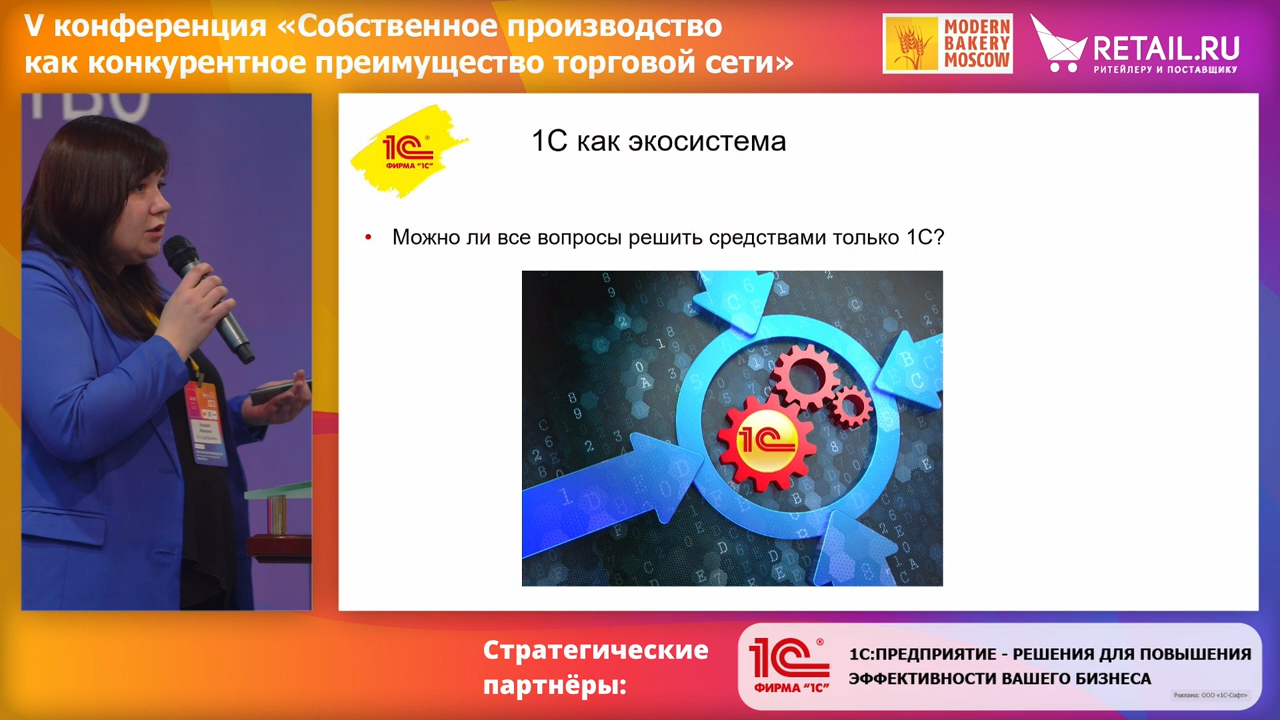 V конференция «Собственное производство
как конкурентное преимущество торговой сети»
MODERN
BAKERY
MOSCOW
RETAIL.RU
РИТЕЙЛЕРУ И ПОСТАВЩИКУ
1С®
ФИРМА "1С"
1С как экосистема
• Можно ли все вопросы решить средствами только 1С?
1С
Стратегические
партнёры:
1С®
ФИРМА "1С"
1С:ПРЕДПРИЯТИЕ - РЕШЕНИЯ ДЛЯ ПОВЫШЕНИЯ
ЭФФЕКТИВНОСТИ ВАШЕГО БИЗНЕСА
Реклама: ООО «1С-Софт»